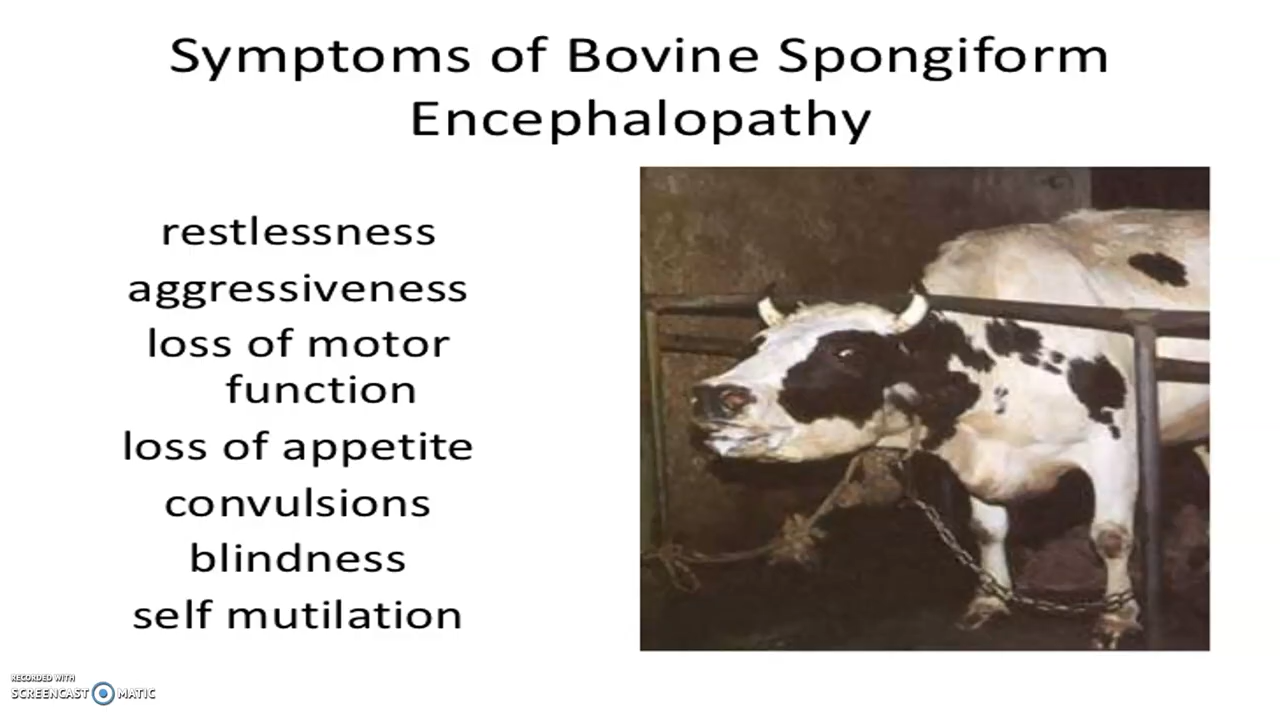 Symptoms of Bovine Spongiform
Encephalopathy
restlessness
aggressiveness
loss of motor
function
loss of appetite
convulsions
blindness
self mutilation
RECORDED WITH
SCREENCAST MATIC